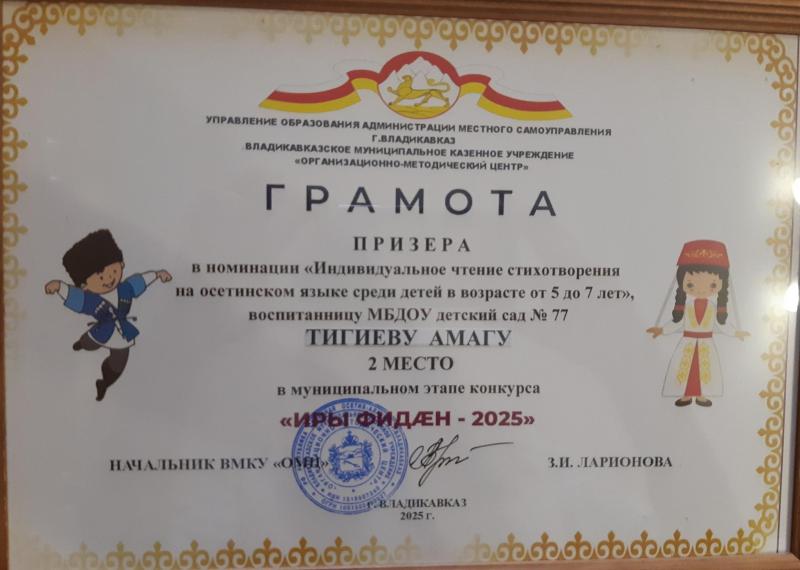 УПРАВЛЕНИЕ ОБРАЗОВАНИЯ АДМИНИСТРАЦИИ МЕСТНОГО САМОУПРАВЛЕНИЯ
Г.ВЛАДИКАВКАЗ
ВЛАДИКАВКАЗСКОЕ МУНИЦИПАЛЬНОЕ КАЗЕННОЕ УЧРЕЖДЕНИЕ
«ОРГАНИЗАЦИОННО-МЕТОДИЧЕСКИЙ ЦЕНТР»
ГРАМОТА
ПРИЗЕРА
в номинации «Индивидуальное чтение стихотворения
на осетинском языке среди детей в возрасте от 5 до 7 лет»,
воспитанницу МБДОУ детский сад № 77
ТИГИЕВУ АМАГУ
2 МЕСТО
в муниципальном этапе конкурса
«ИРЫ ФИДÆН - 2025»
НАЧАЛЬНИК ВМКУ «ОМЦ»
З.И. ЛАРИОНОВА
г. ВЛАДИКАВКАЗ
2025 г.